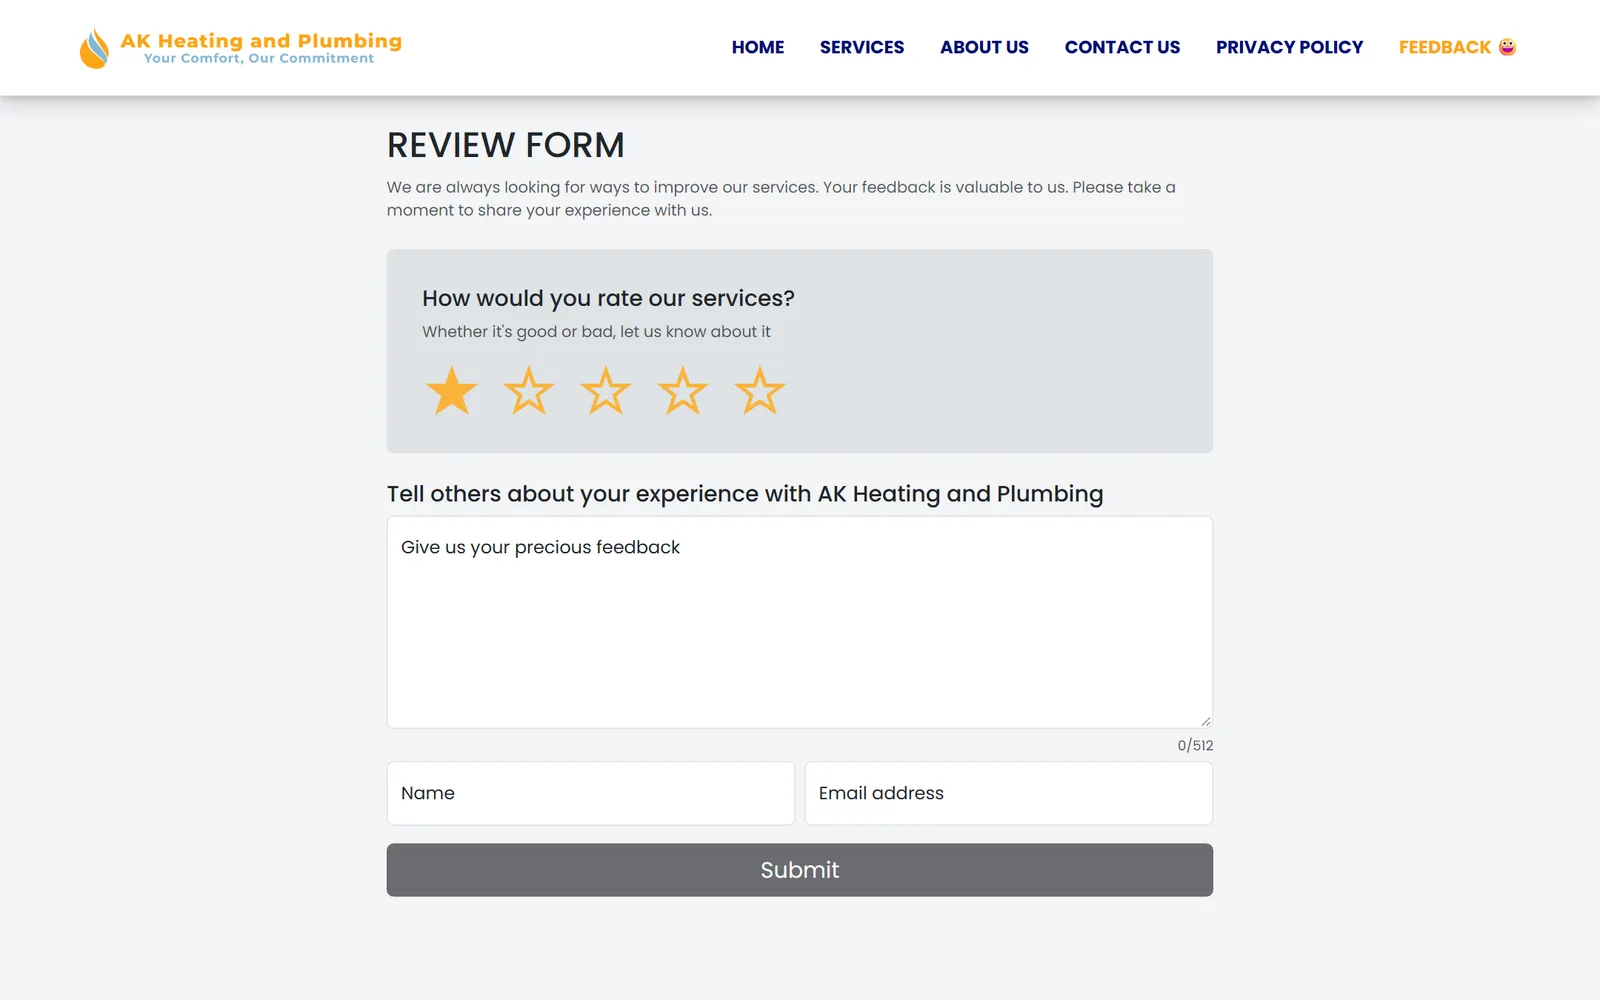 AK Heating and Plumbing
Your Comfort, Our Commitment
HOME SERVICES ABOUT US CONTACT US PRIVACY POLICY FEEDBACK 😀
REVIEW FORM
We are always looking for ways to improve our services. Your feedback is valuable to us. Please take a
moment to share your experience with us.
How would you rate our services?
Whether it's good or bad, let us know about it
Tell others about your experience with AK Heating and Plumbing
Give us your precious feedback
0/512
Name Email address
Submit